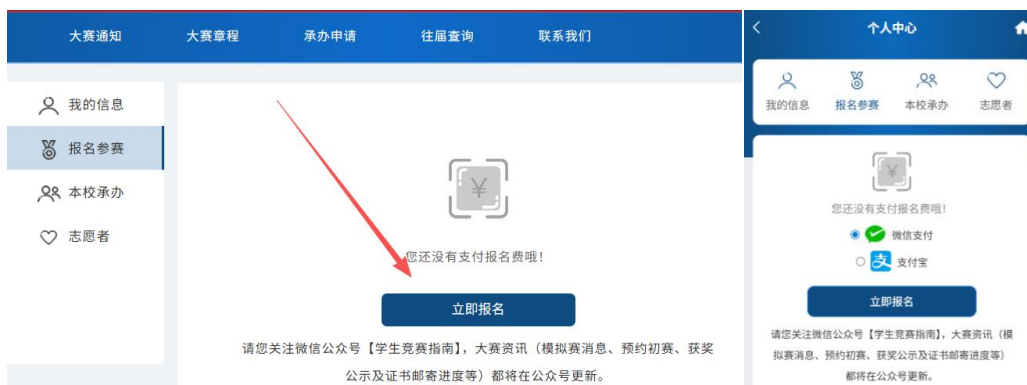 大赛通知
大赛章程
承办申请
往届查询
联系我们
我的信息
报名参赛
本校承办
志愿者
¥
您还没有支付报名费哦！
立即报名
请您关注微信公众号【学生竞赛指南】，大赛资讯（模拟赛消息、预约初赛、获奖
公示及证书邮寄进度等）都将在公众号更新。
个人中心
我的信息
报名参赛
本校承办
志愿者
¥
您还没有支付报名费哦！
微信支付
支 支付宝
立即报名
请您关注微信公众号【学生竞赛指南】，大赛资讯（模
拟赛消息、预约初赛、获奖公示及证书邮寄进度等）
都将在公众号更新。